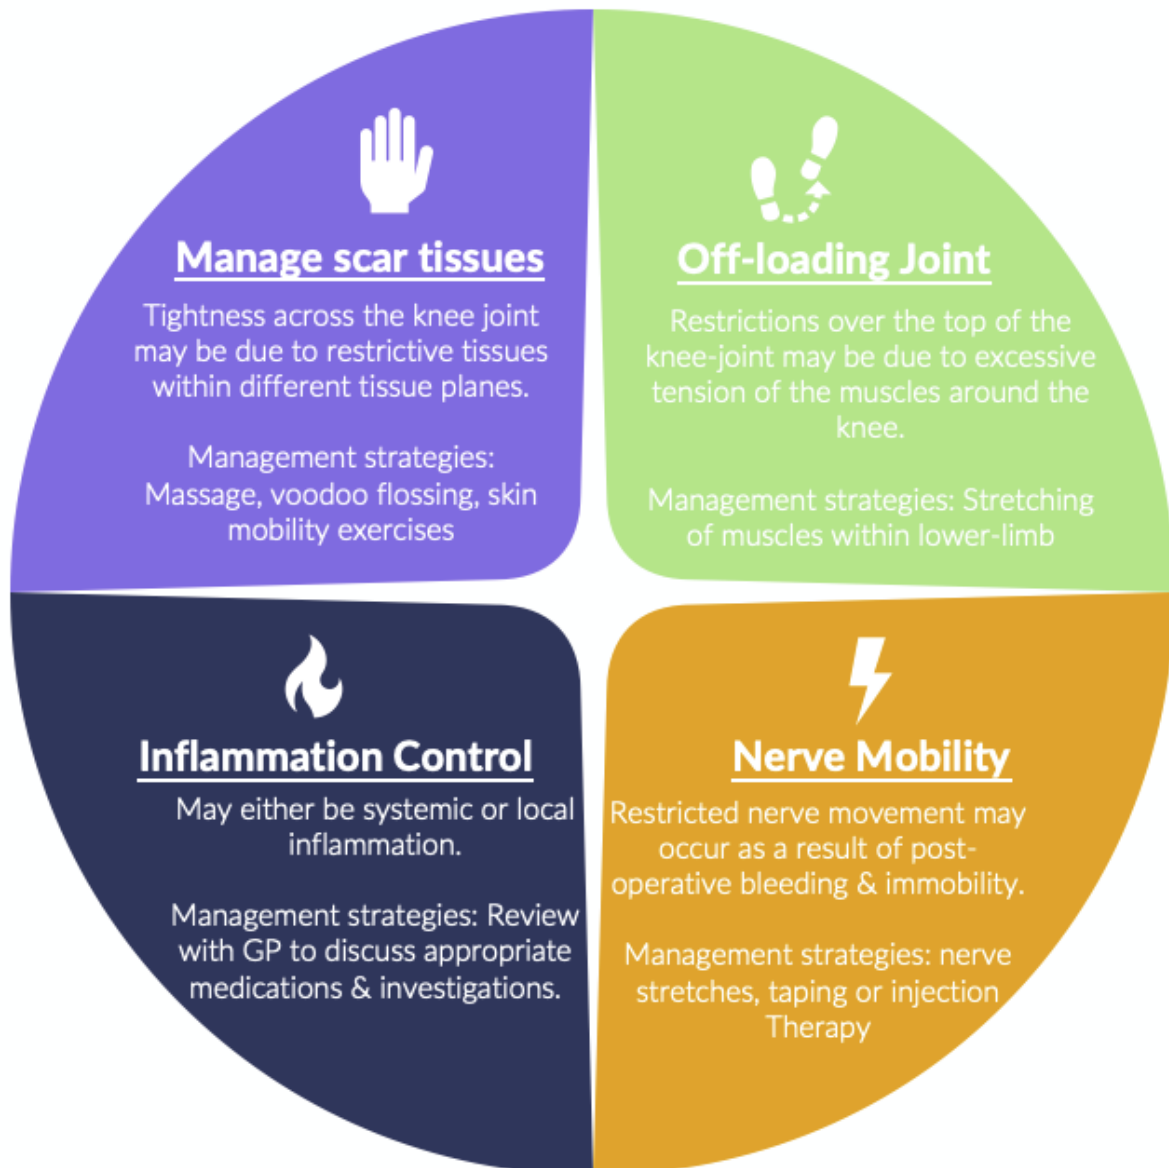 Manage scar tissues
Tightness across the knee joint
may be due to restrictive tissues
within different tissue planes.
Management strategies:
Massage, voodoo flossing, skin
mobility exercises
Off-loading Joint
Restrictions over the top of the
knee-joint may be due to excessive
tension of the muscles around the
knee.
Management strategies: Stretching
of muscles within lower-limb
Inflammation Control
May either be systemic or local
inflammation.
Management strategies: Review
with GP to discuss appropriate
medications & investigations.
Nerve Mobility
Restricted nerve movement may
occur as a result of post-
operative bleeding & immobility.
Management strategies: nerve
stretches, taping or injection
Therapy